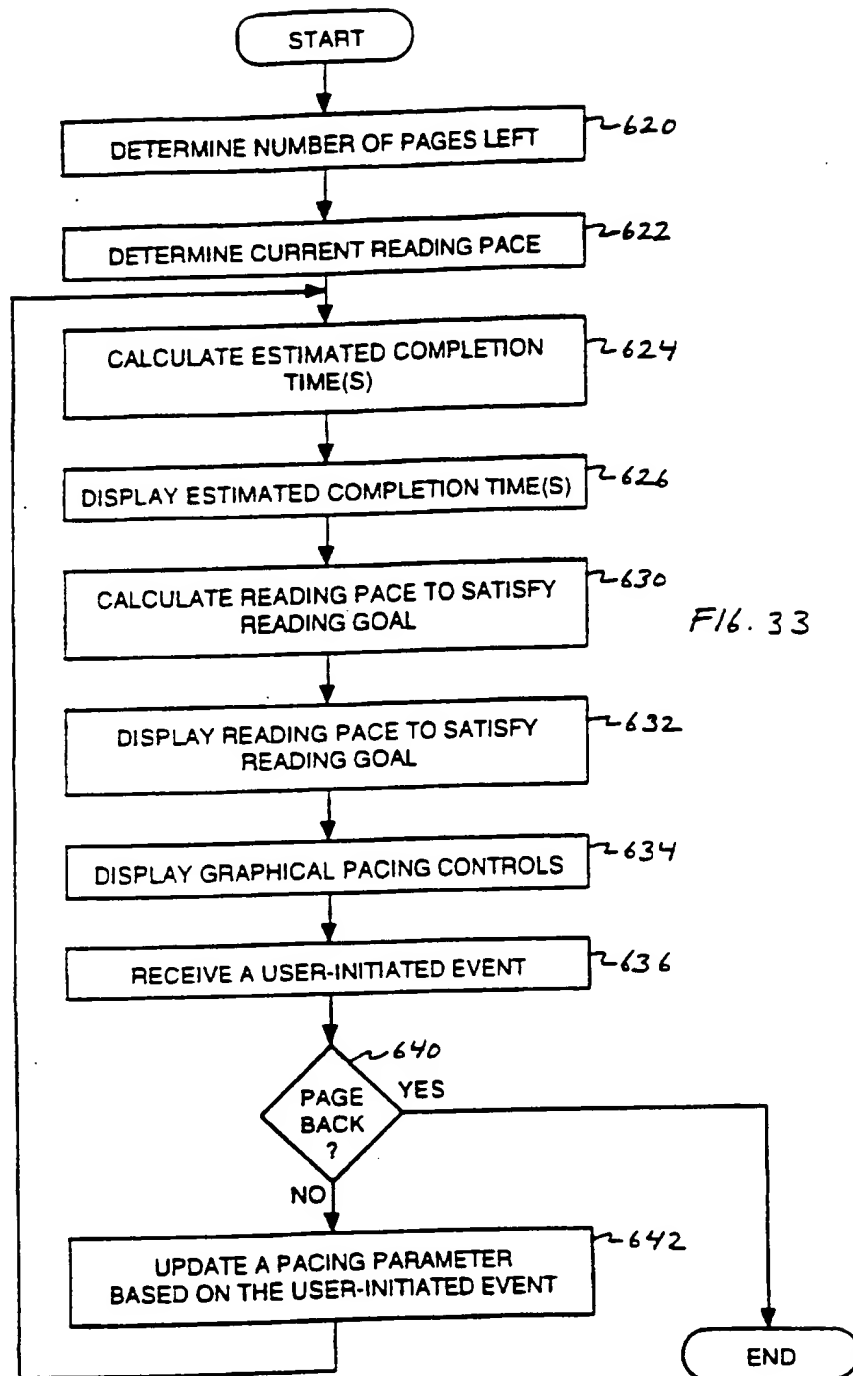 START
DETERMINE NUMBER OF PAGES LEFT
620
DETERMINE CURRENT READING PACE
622
CALCULATE ESTIMATED COMPLETION
TIME(S)
624
DISPLAY ESTIMATED COMPLETION TIME(S)
626
CALCULATE READING PACE TO SATISFY
READING GOAL
630
FIG. 33
DISPLAY READING PACE TO SATISFY
READING GOAL
632
DISPLAY GRAPHICAL PACING CONTROLS
634
RECEIVE A USER-INITIATED EVENT
636
640
PAGE
BACK
?
YES
NO
UPDATE A PACING PARAMETER
BASED ON THE USER-INITIATED EVENT
642
END